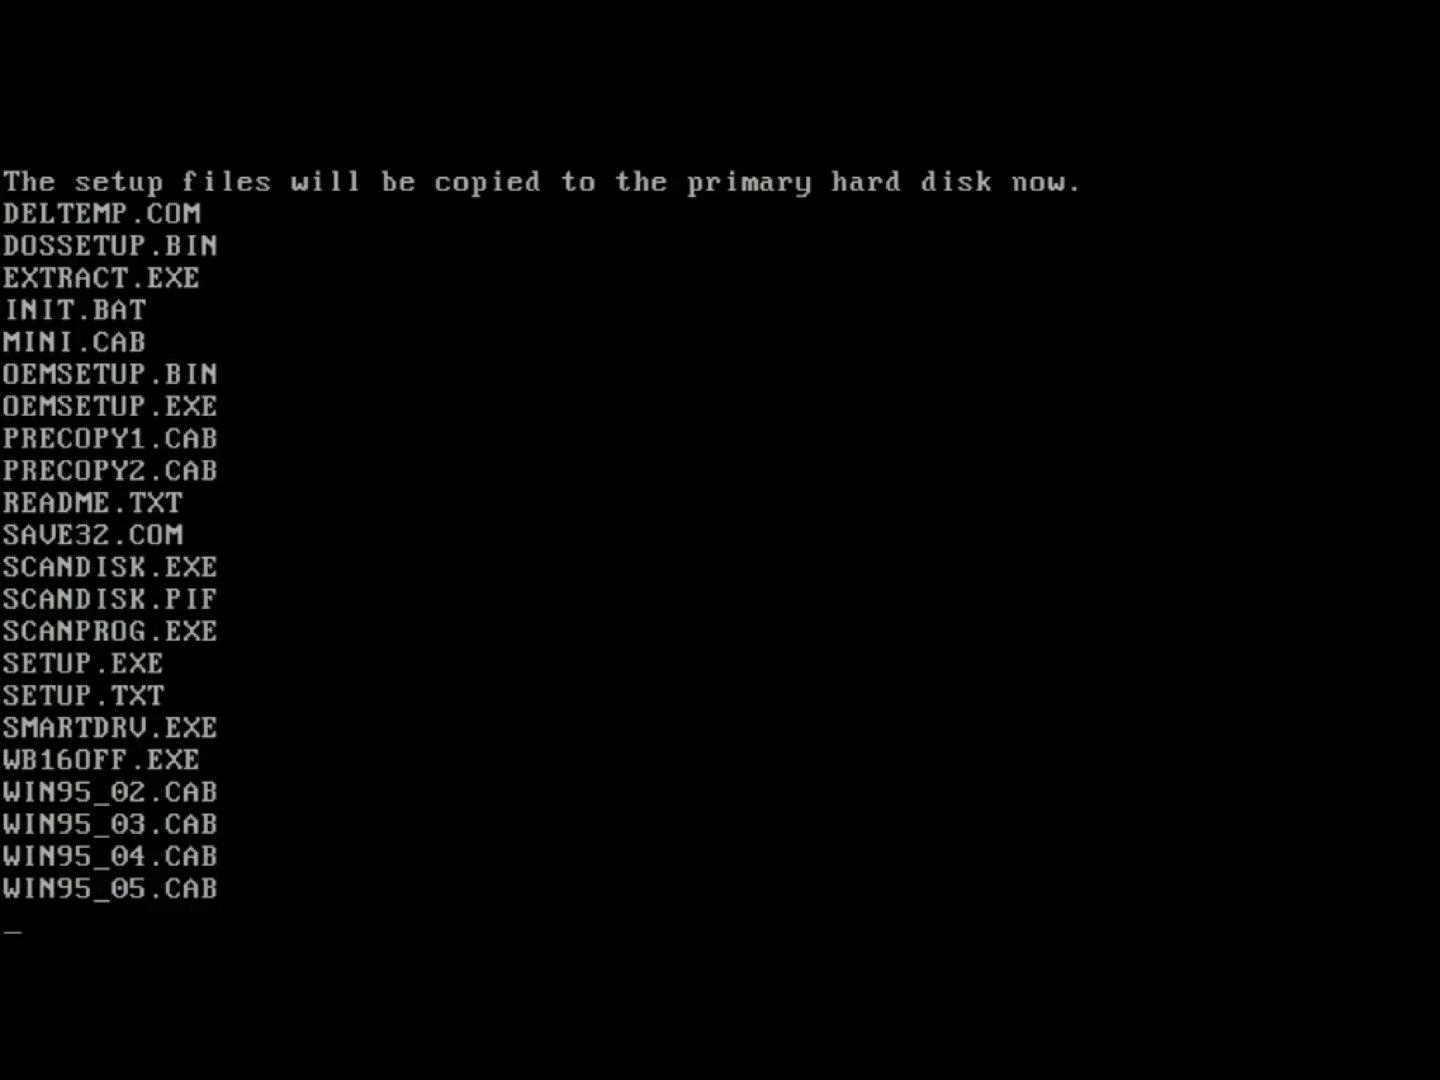 The setup files will be copied to the primary hard disk now.
DELTEMP.COM
DOSSETUP.BIN
EXTRACT.EXE
INIT.BAT
MINI.CAB
OEMSETUP.BIN
OEMSETUP.EXE
PRECOPY1.CAB
PRECOPY2.CAB
README.TXT
SAVE32.COM
SCANDISK.EXE
SCANDISK.PIF
SCANPROG.EXE
SETUP.EXE
SETUP.TXT
SMARTDRV.EXE
WB16OFF.EXE
WIN95_02.CAB
WIN95_03.CAB
WIN95_04.CAB
WIN95_05.CAB
_